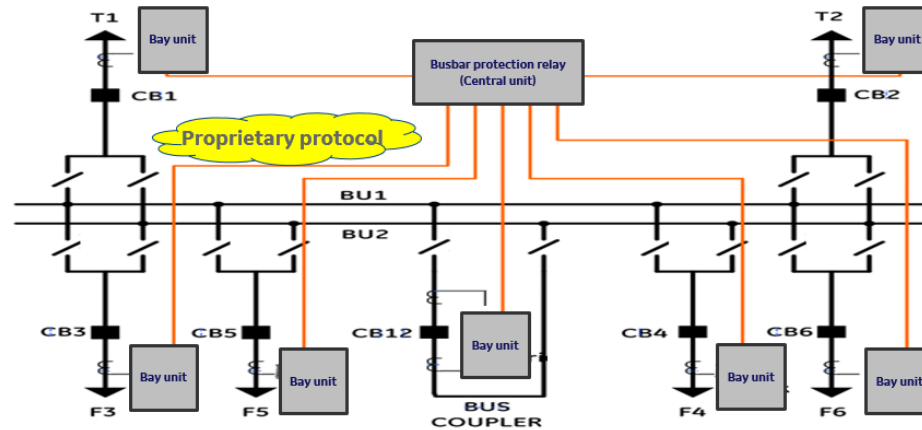 T1
Bay unit
T2
Bay unit
Busbar protection relay
(Central unit)
CB1
CB2
Proprietary protocol
BU1
BU2
CB3
CB5
CB12
CB4
CB6
Bay unit
Bay unit
Bay unit
Bay unit
Bay unit
F3
F5
BUS
COUPLER
F4
F6